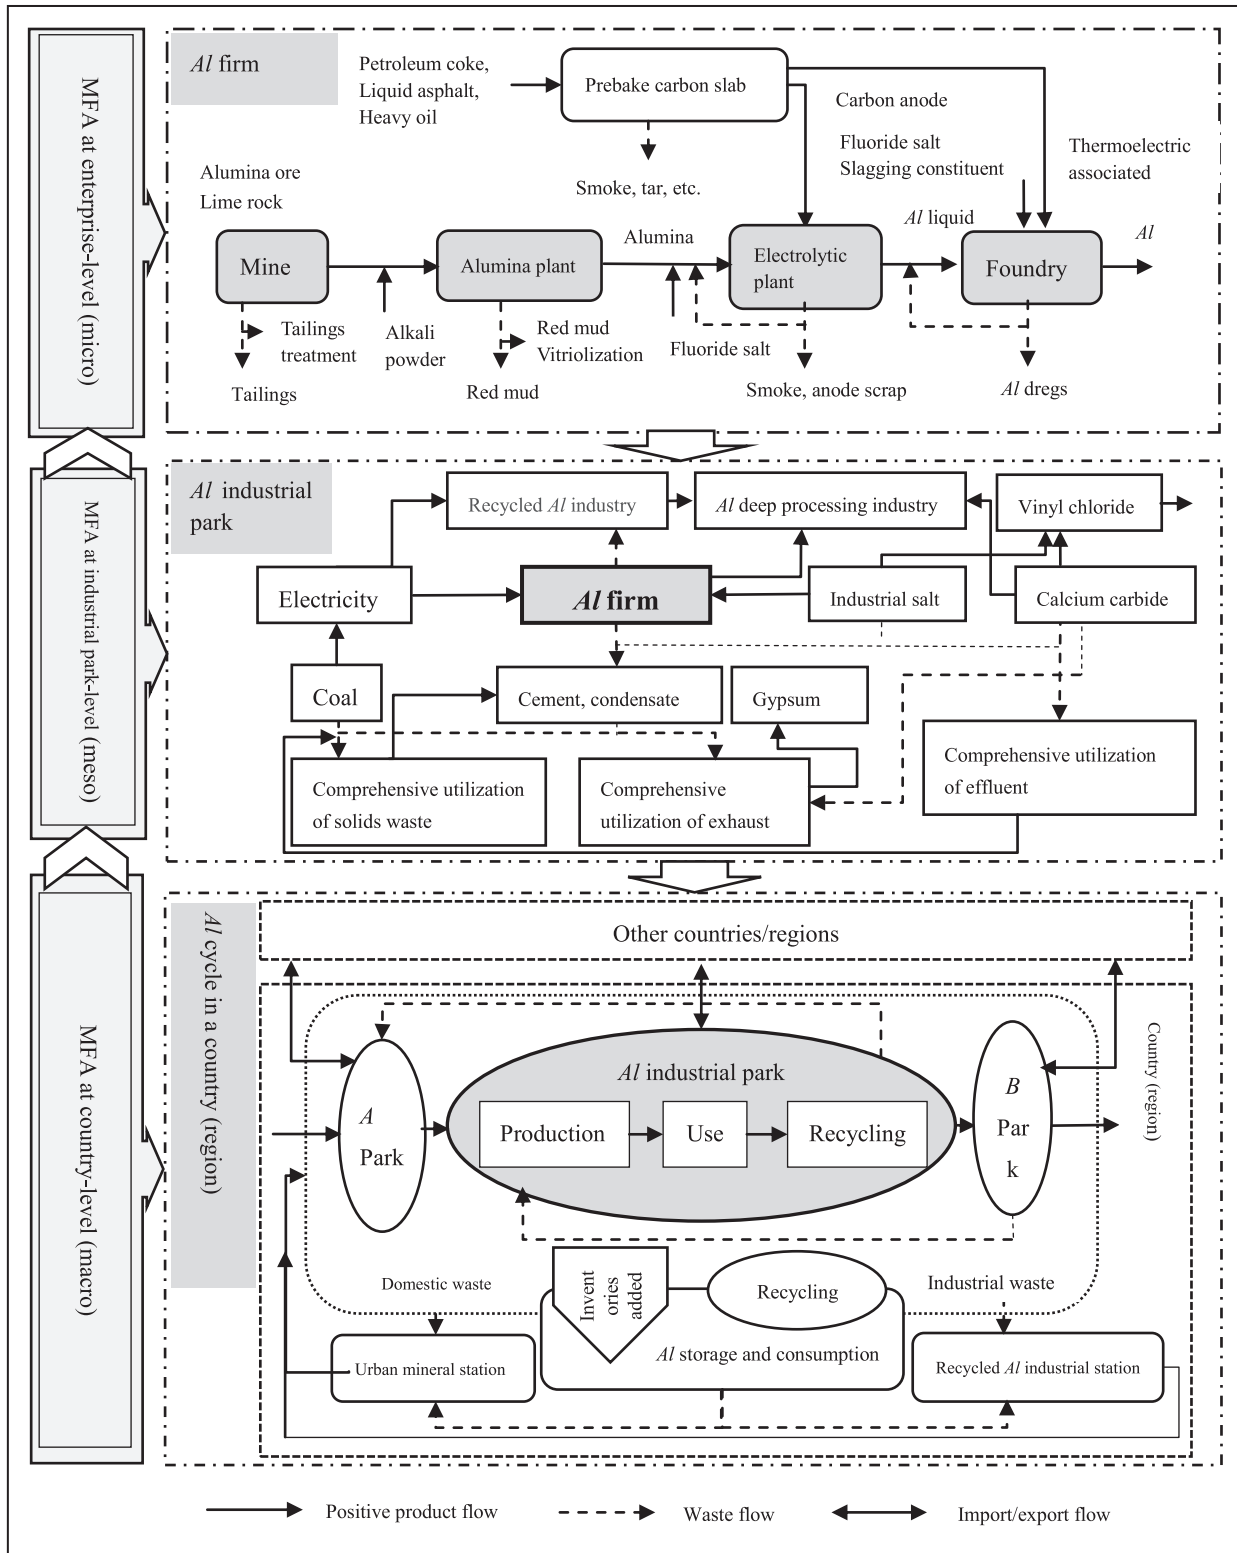 MFA at enterprise-level (micro)
Al firm
Petroleum coke,
Liquid asphalt,
Heavy oil
Prebake carbon slab
Carbon anode
Fluoride salt
Slagging constituent
Thermoelectric
associated
Smoke, tar, etc.
Alumina ore
Lime rock
Alumina
Al liquid
Al
Mine
Alumina plant
Electrolytic
plant
Foundry
Tailings
treatment
Alkali
powder
Red mud
Vitriolization
Fluoride salt
Tailings
Red mud
Smoke, anode scrap
Al dregs
MFA at industrial park-level (meso)
Al industrial
park
Recycled Al industry
Al deep processing industry
Vinyl chloride
Electricity
Al firm
Industrial salt
Calcium carbide
Coal
Cement, condensate
Gypsum
Comprehensive utilization
of solids waste
Comprehensive
utilization of exhaust
Comprehensive utilization
of effluent
MFA at country-level (macro)
Al cycle in a country (region)
Other countries/regions
Country (region)
Al industrial park
A
Park
Production
Use
Recycling
B
Par
k
Domestic waste
Invent
ories
added
Recycling
Industrial waste
Urban mineral station
Al storage and consumption
Recycled Al industrial station
Positive product flow
Waste flow
Import/export flow